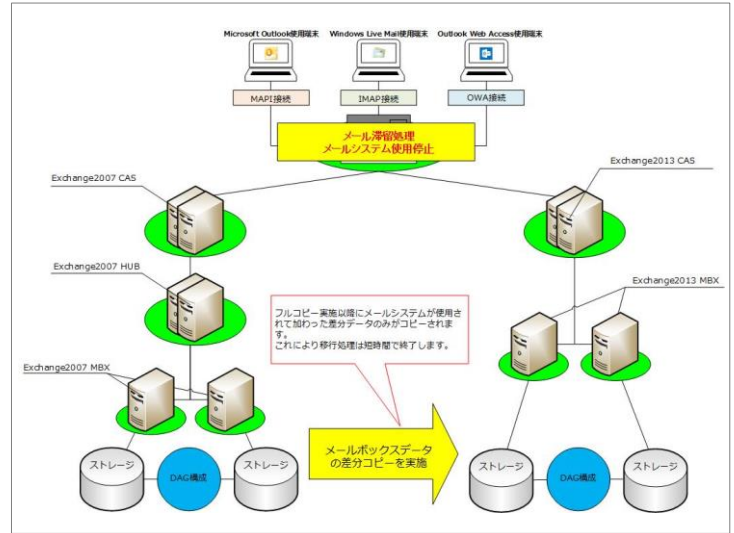 Microsoft Outlook使用端末
Windows Live Mail使用端末
Outlook Web Access使用端末
MAPI接続
IMAP接続
OWA接続
メール滞留処理
メールシステム使用停止
Exchange2007 CAS
Exchange2013 CAS
Exchange2007 HUB
Exchange2013 MBX
フルコピー実施以降にメールシステムが使用さ
れて加わった差分データのみがコピーされま
す。
これにより移行処理は短時間で終了します。
Exchange2007 MBX
メールボックスデータ
の差分コピーを実施
ストレージ
DAG構成
ストレージ
ストレージ
DAG構成
ストレージ